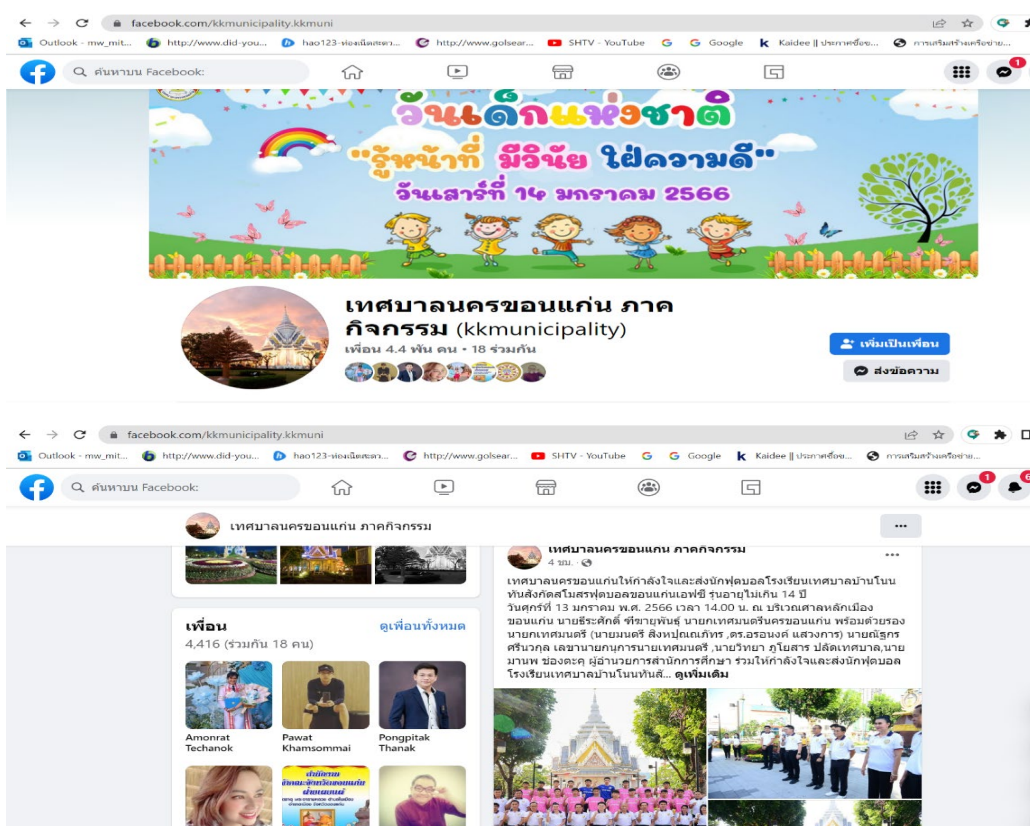 facebook.com/kkmunicipality.kkmuni
Outlook - mw_mit... http://www.did-you... hao123-ท่องเน็ตสะดว... http://www.golsear... SHTV - YouTube G Google Kaidee || ประกาศซื้อข... การเสริมสร้างเครือข่าย...
ค้นหาบน Facebook:
1
วันเด็กแห่งชาติ
"รู้หน้าที่ มีวินัย ใฝ่ความดี"
วันเสาร์ที่ 14 มกราคม 2566
เทศบาลนครขอนแก่น ภาค
กิจกรรม (kkmunicipality)
เพื่อน 4.4 พัน คน • 18 ร่วมกัน
เพิ่มเป็นเพื่อน
ส่งข้อความ
facebook.com/kkmunicipality.kkmuni
Outlook - mw_mit... http://www.did-you... hao123-ท่องเน็ตสะดว... http://www.golsear... SHTV - YouTube G Google Kaidee || ประกาศซื้อข... การเสริมสร้างเครือข่าย...
ค้นหาบน Facebook:
1
6
เทศบาลนครขอนแก่น ภาคกิจกรรม
...
เพื่อน
ดูเพื่อนทั้งหมด
4,416 (ร่วมกัน 18 คน)
Amonrat
Techanok
Pawat
Khamsommai
Pongpitak
Thanak
เทศบาลนครขอนแก่น ภาคกิจกรรม
4 ชม. ·
เทศบาลนครขอนแก่นให้กำลังใจและส่งนักฟุตบอลโรงเรียนเทศบาลบ้านโนน
ทันสังกัดสโมสรฟุตบอลขอนแก่นเอฟซี รุ่นอายุไม่เกิน 14 ปี
วันศุกร์ที่ 13 มกราคม พ.ศ. 2566 เวลา 14.00 น. ณ บริเวณศาลหลักเมือง
ขอนแก่น นายธีระศักดิ์ ฑีฆายุพันธุ์ นายกเทศมนตรีนครขอนแก่น พร้อมด้วยรอง
นายกเทศมนตรี (นายมนตรี สิงหปุณณภัทร ,ดร.อรอนงค์ แสวงการ) นายณัฐกร
ศรีนวกุล เลขานายกนุการนายเทศมนตรี ,นายวิทยา ภูโยสาร ปลัดเทศบาล,นาย
มานพ ช่องตะคุ ผู้อำนวยการสำนักการศึกษา ร่วมให้กำลังใจและส่งนักฟุตบอล
โรงเรียนเทศบาลบ้านโนนทันสั... ดูเพิ่มเติม